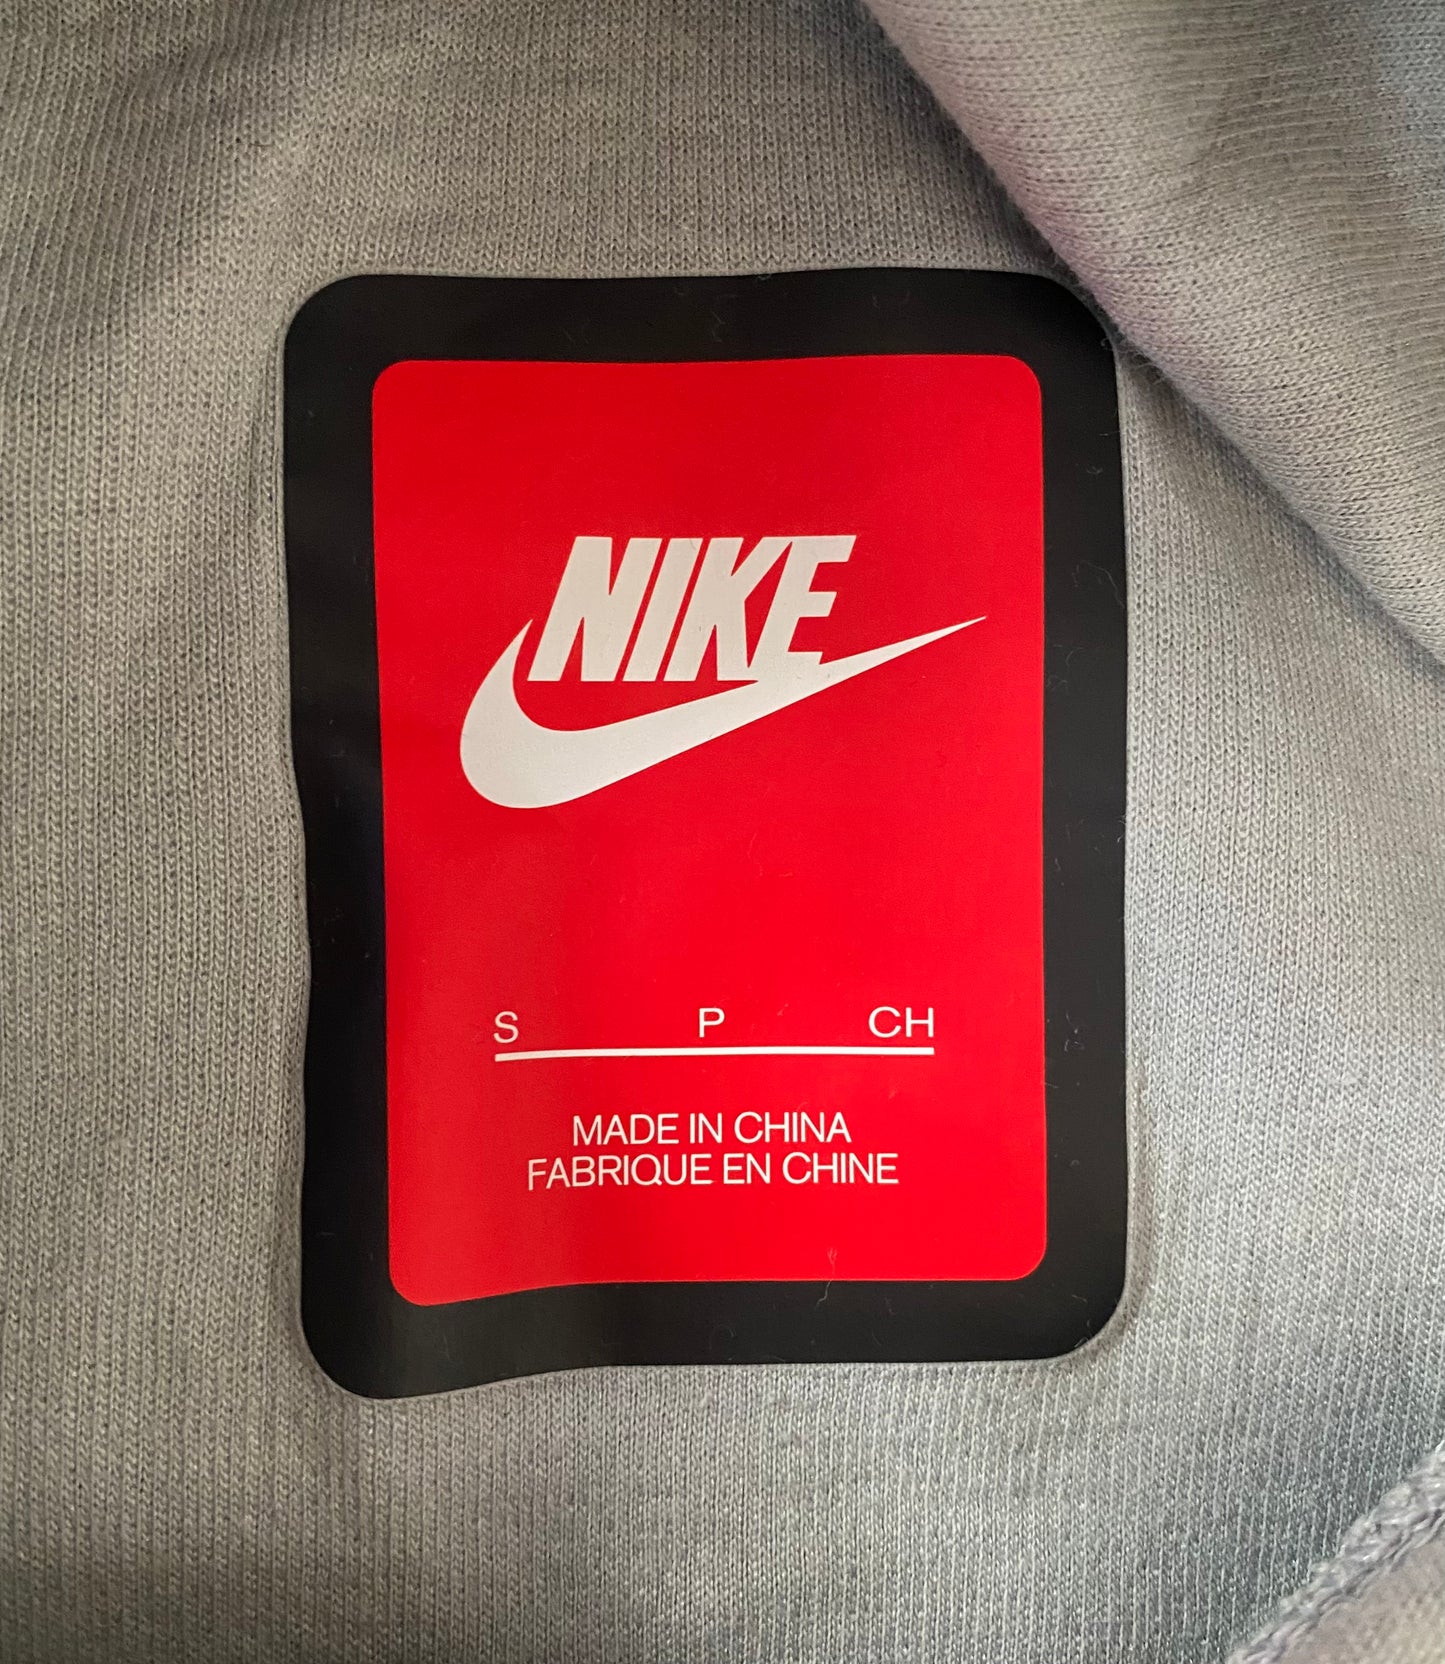 NIKE
S P CH
MADE IN CHINA
FABRIQUE EN CHINE